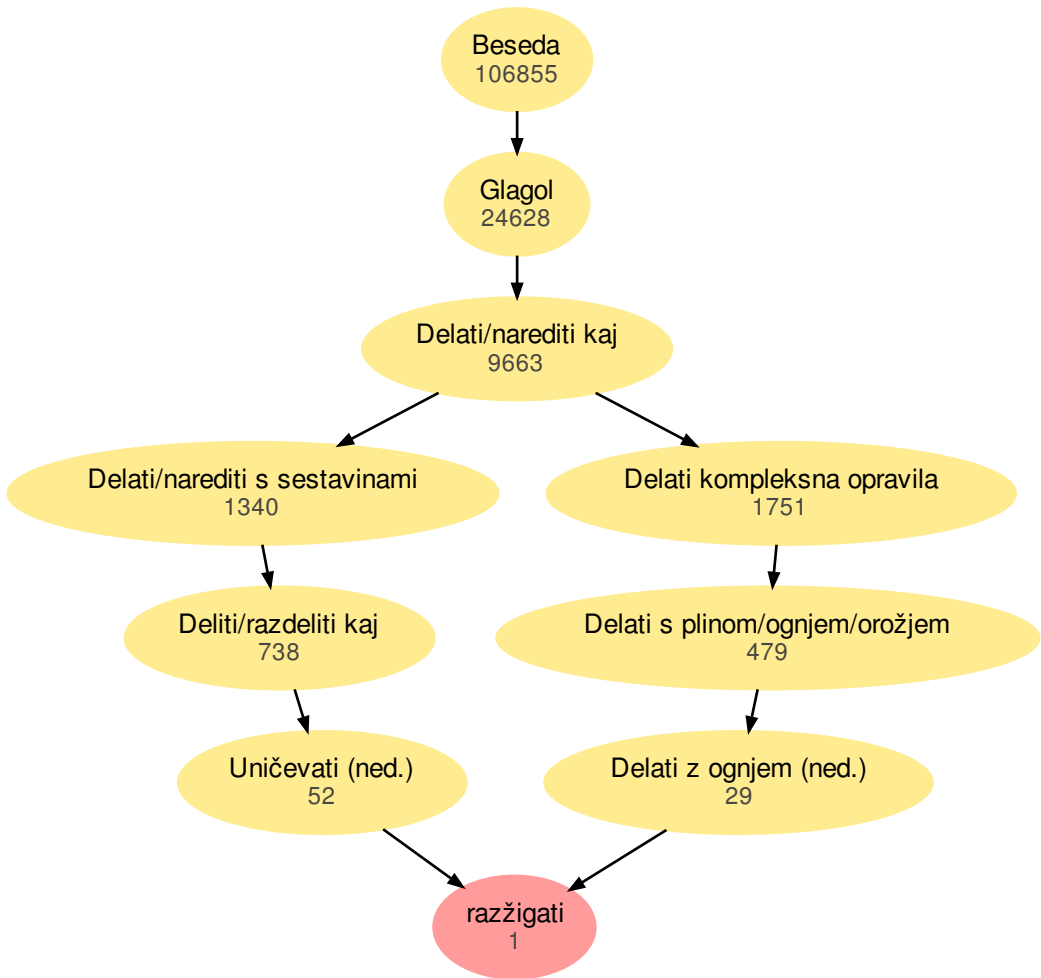 Beseda
106855
Glagol
24628
Delati/narediti kaj
9663
Delati/narediti s sestavinami
1340
Delati kompleksna opravila
1751
Deliti/razdeliti kaj
738
Delati s plinom/ognjem/orožjem
479
Uničevati (ned.)
52
Delati z ognjem (ned.)
29
razžigati
1